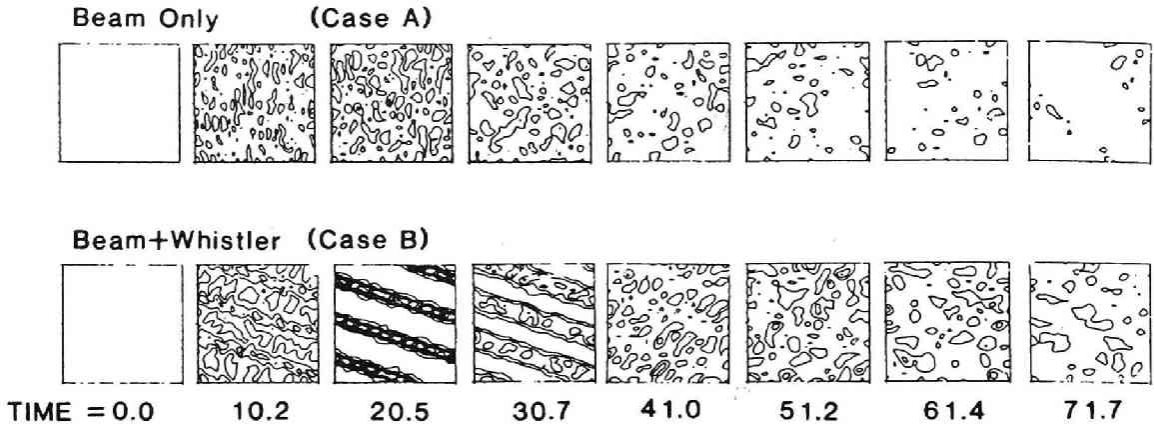 Beam Only (Case A)
Beam+Whistler (Case B)
TIME = 0.0 10.2 20.5 30.7 41.0 51.2 61.4 71.7